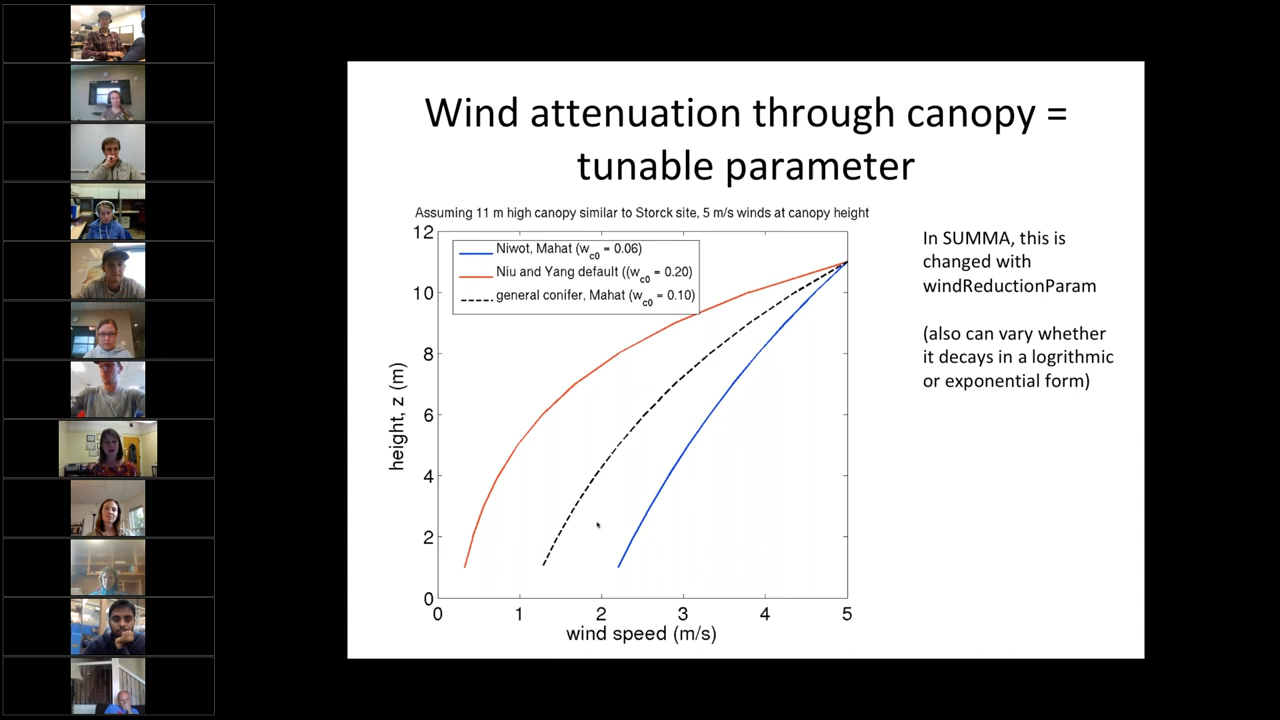 Wind attenuation through canopy =
tunable parameter
Assuming 11 m high canopy similar to Storck site, 5 m/s winds at canopy height
Niwot, Mahat (wc0 = 0.06)
Niu and Yang default ((wc0 = 0.20)
general conifer, Mahat (wc0 = 0.10)
12
10
8
6
4
2
0
height, z (m)
0 1 2 3 4 5
wind speed (m/s)
In SUMMA, this is
changed with
windReductionParam
(also can vary whether
it decays in a logrithmic
or exponential form)